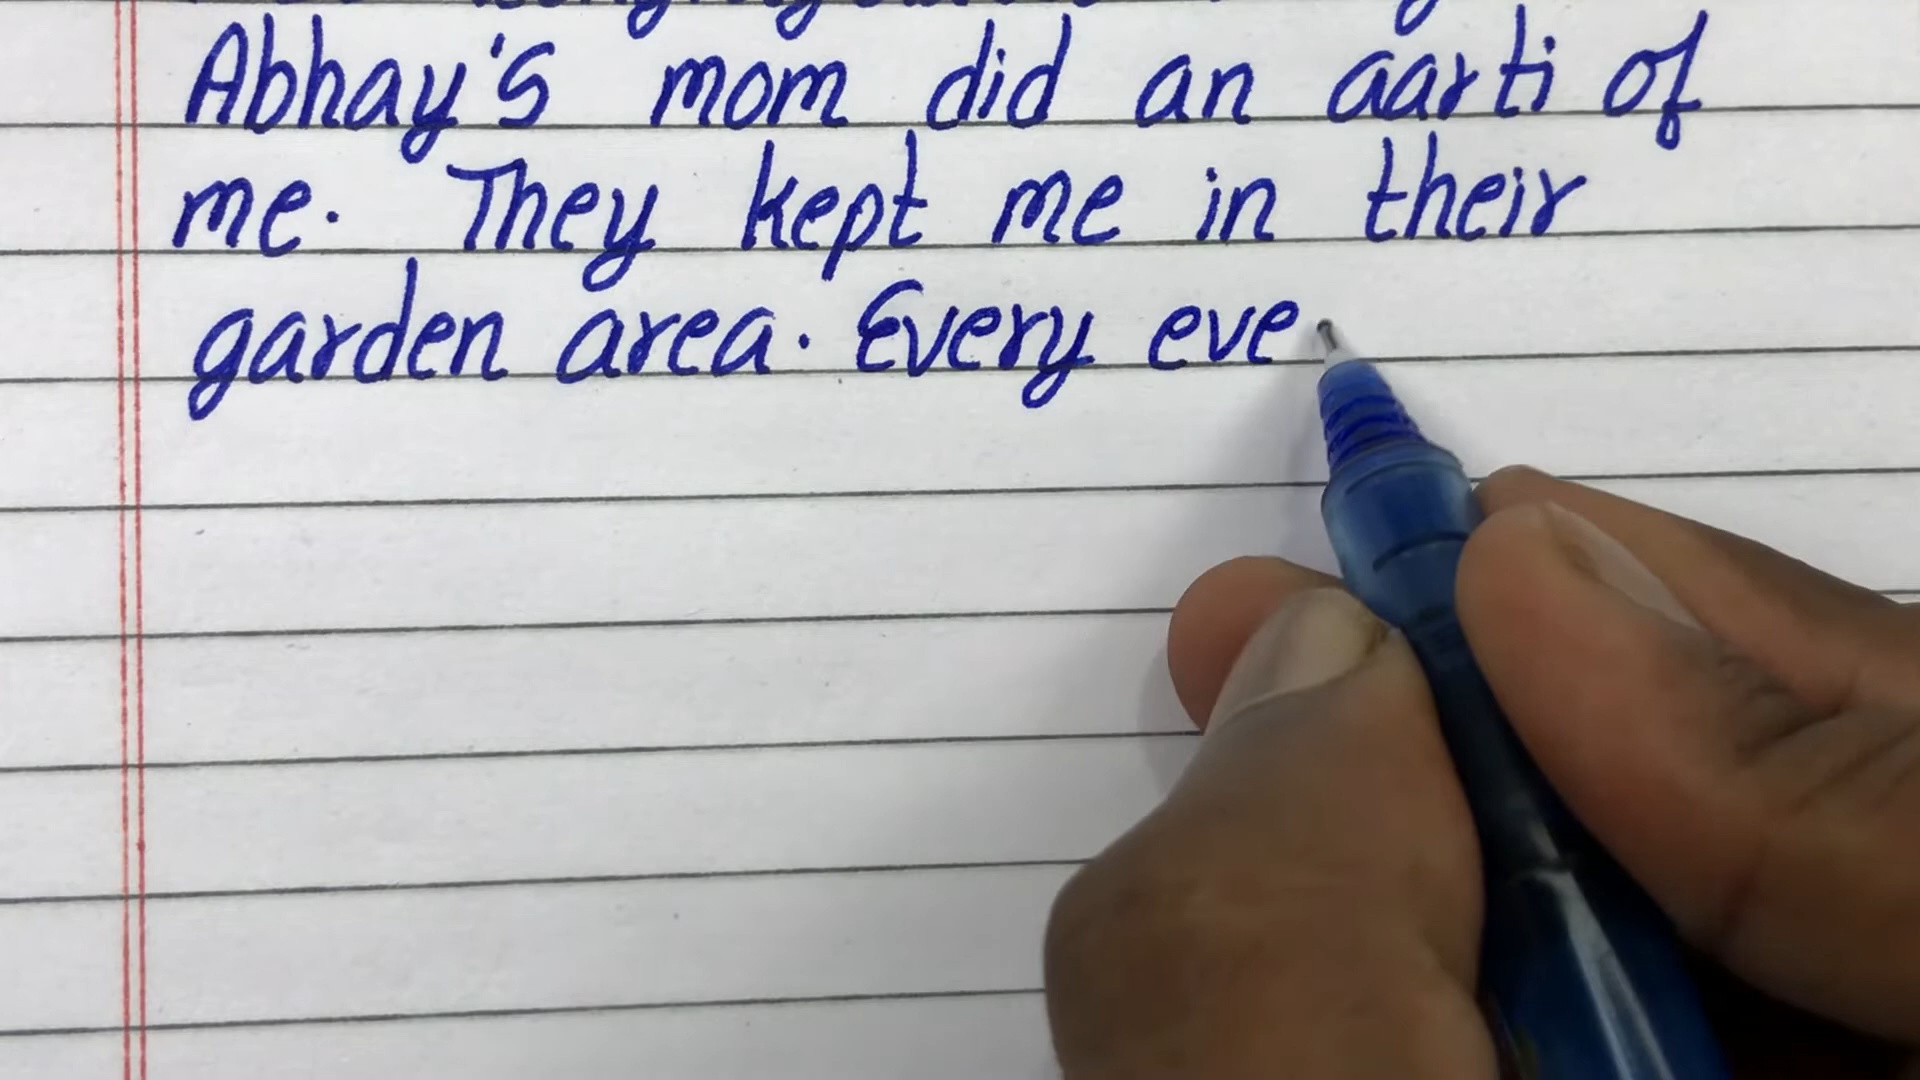 Abhay's mom did an aarti of
me. They kept me in their
garden area. Every eve